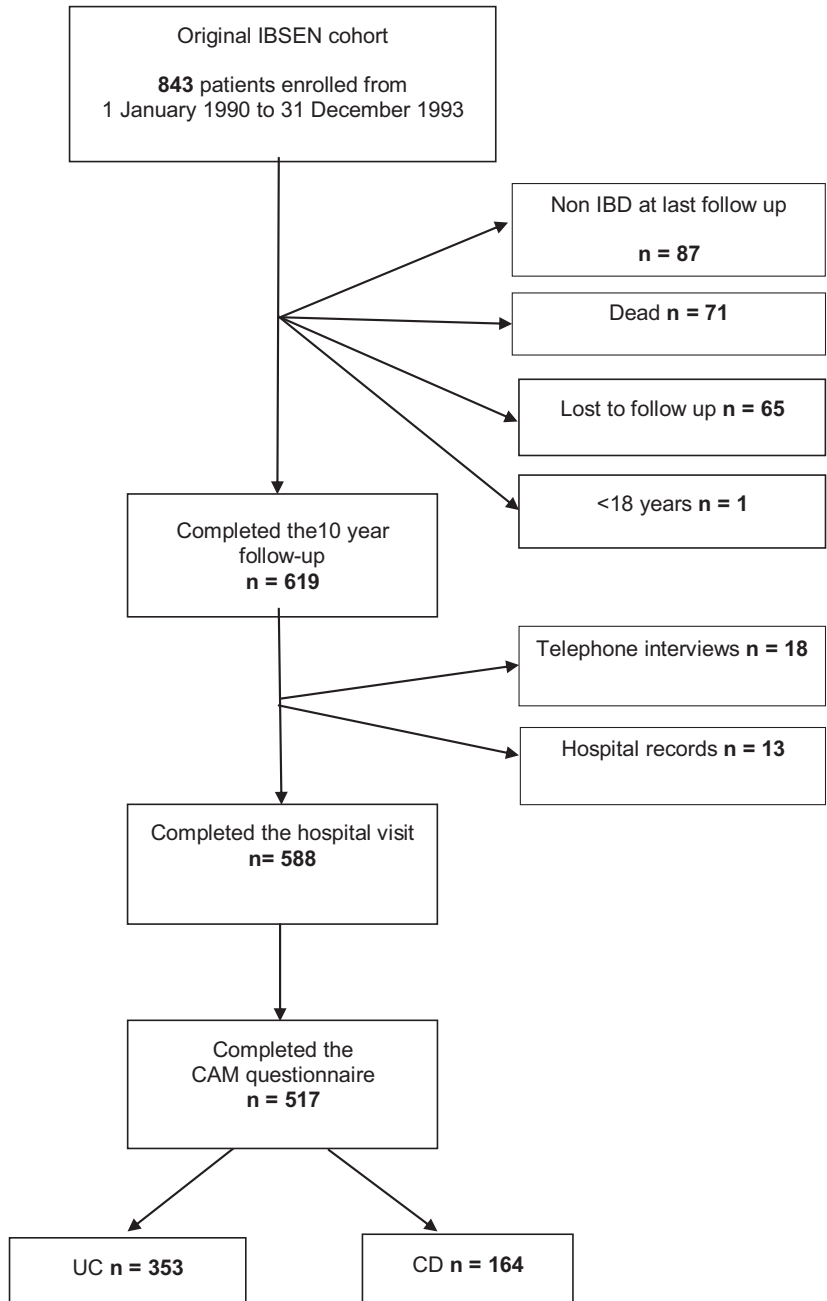 Original IBSEN cohort
843 patients enrolled from
1 January 1990 to 31 December 1993
Non IBD at last follow up
n = 87
Dead n = 71
Lost to follow up n = 65
<18 years n = 1
Completed the10 year
follow-up
n = 619
Telephone interviews n = 18
Hospital records n = 13
Completed the hospital visit
n= 588
Completed the
CAM questionnaire
n = 517
UC n = 353
CD n = 164